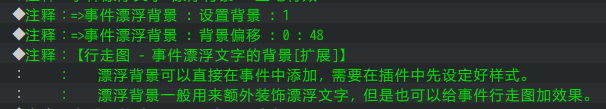 ◆注释：=>事件漂浮背景 : 设置背景 : 1
◆注释：=>事件漂浮背景 : 背景偏移 : 0 : 48
◆注释：【行走图 - 事件漂浮文字的背景[扩展]】
：　　：　漂浮背景可以直接在事件中添加，需要在插件中先设定好样式。
：　　：　漂浮背景一般用来额外装饰漂浮文字，但是也可以给事件行走图加效果。